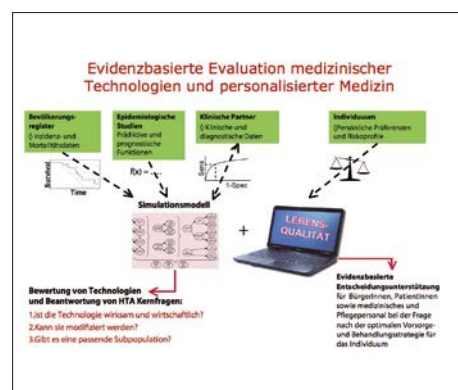 Evidenzbasierte Evaluation medizinischer
Technologien und personalisierter Medizin
Bevölkerungs-
register
() Inzidenz- und
Mortalitätsdaten
Epidemiologische
Studien
Prädiktive und
prognostische
Funktionen
Klinische Partner
() Klinische und
diagnostische Daten
Individuum
()Persönliche Präferenzen
und Risikoprofile
Survival
Time
f(x) =
Sens
1-Spec
Simulationsmodell
+
LEBENS-
QUALITÄT
Bewertung von Technologien
und Beantwortung von HTA Kernfragen:
1.Ist die Technologie wirksam und wirtschaftlich?
2.Kann sie modifiziert werden?
3.Gibt es eine passende Subpopulation?
Evidenzbasierte
Entscheidungsunterstützung
für BürgerInnen, PatientInnen
sowie medizinisches und
Pflegepersonal bei der Frage
nach der optimalen Vorsorge-
und Behandlungsstrategie für
das Individuum